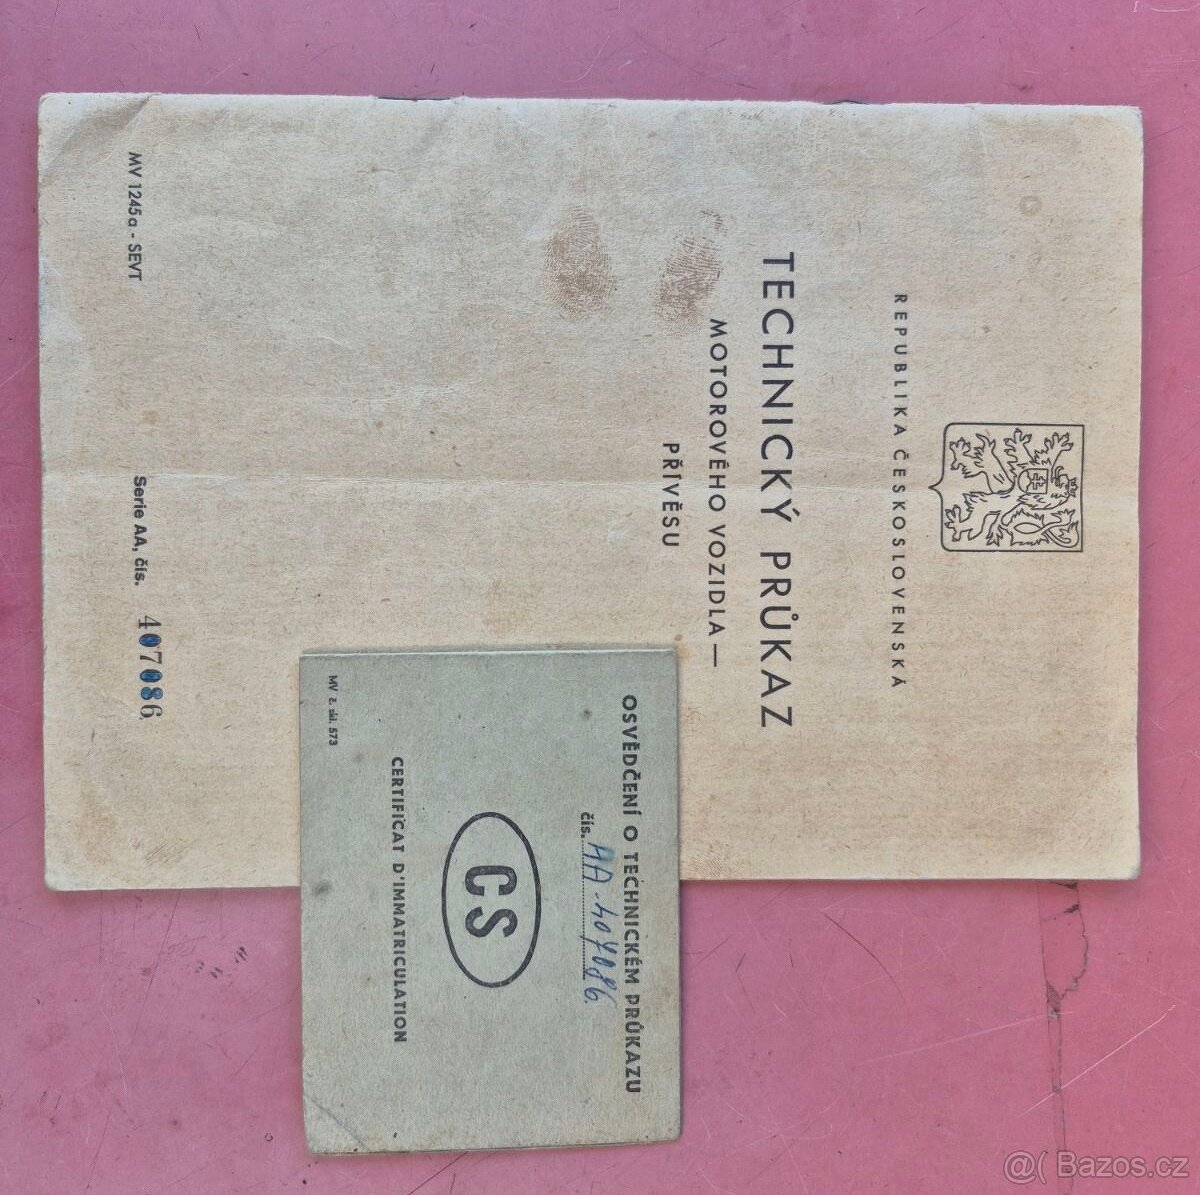 REPUBLIKA ČESKOSLOVENSKÁ
TECHNICKÝ PRŮKAZ
MOTOROVÉHO VOZIDLA —
PŘÍVĚSU
MV 1245a - SEVT
Serie AA, čís. 407086
OSVĚDČENÍ O TECHNICKÉM PRŮKAZU
čís. AA-407086
CS
CERTIFICAT D'IMMATRICULATION
MV z. skl. 573
@( Bazos.cz